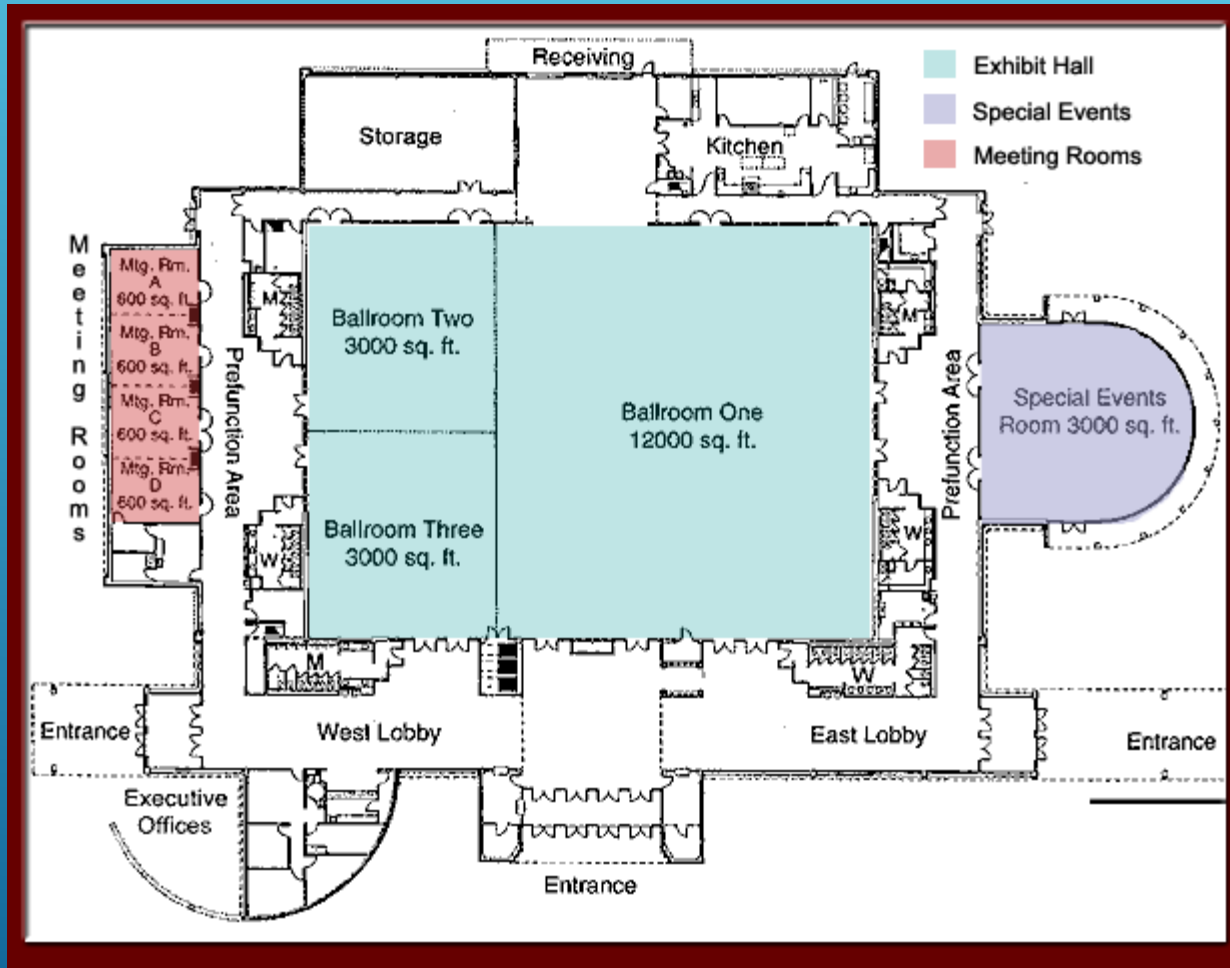 Receiving
Exhibit Hall
Special Events
Meeting Rooms
Storage
Kitchen
Meeting Rooms
Mtg. Rm.
A
600 sq. ft.
Mtg. Rm.
B
600 sq. ft.
Mtg. Rm.
C
600 sq. ft.
Mtg. Rm.
D
600 sq. ft.
Prefunction Area
M
W
Ballroom Two
3000 sq. ft.
Ballroom Three
3000 sq. ft.
Ballroom One
12000 sq. ft.
M
W
Prefunction Area
Special Events
Room 3000 sq. ft.
M
W
Entrance
West Lobby
East Lobby
Entrance
Executive
Offices
Entrance